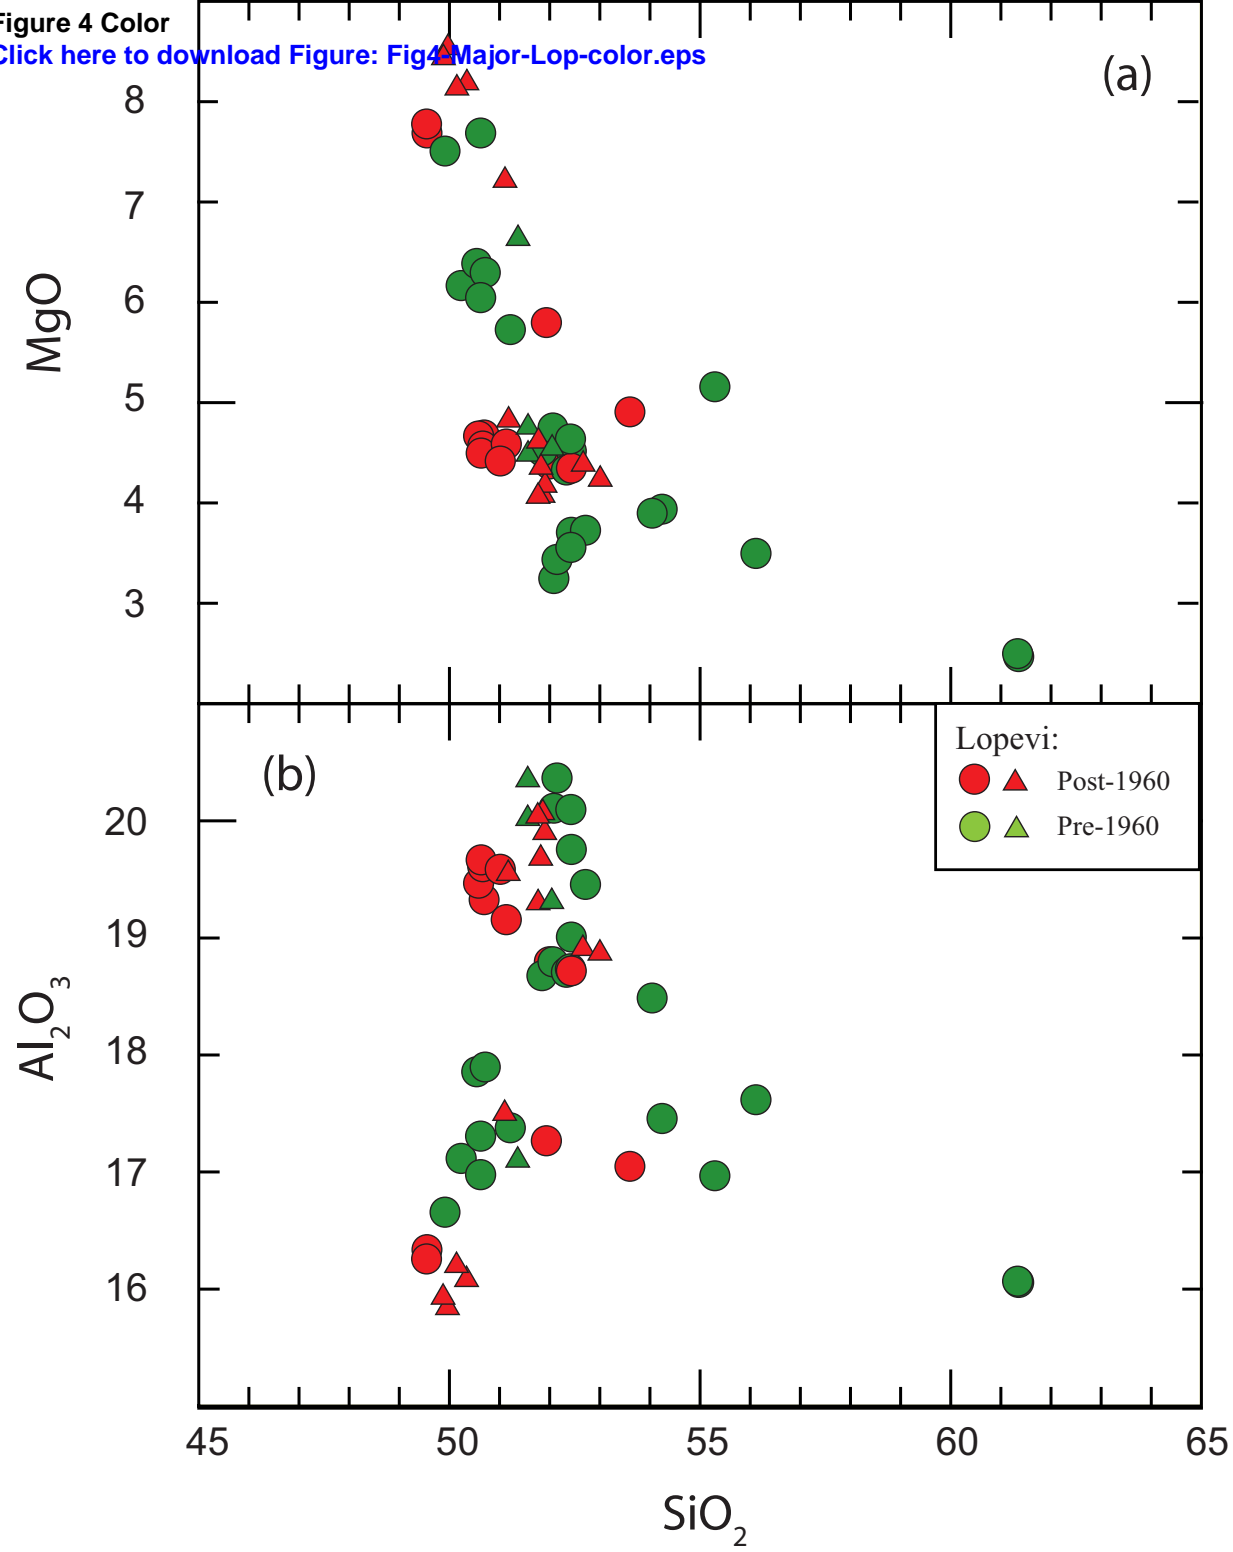 Figure 4 Color
Click here to download Figure: Fig4-Major-Lop-color.eps
(a)
8
7
6
5
4
3
MgO
(b)
Lopevi:
Post-1960
Pre-1960
20
19
18
17
16
Al2O3
45 50 55 60 65
SiO2